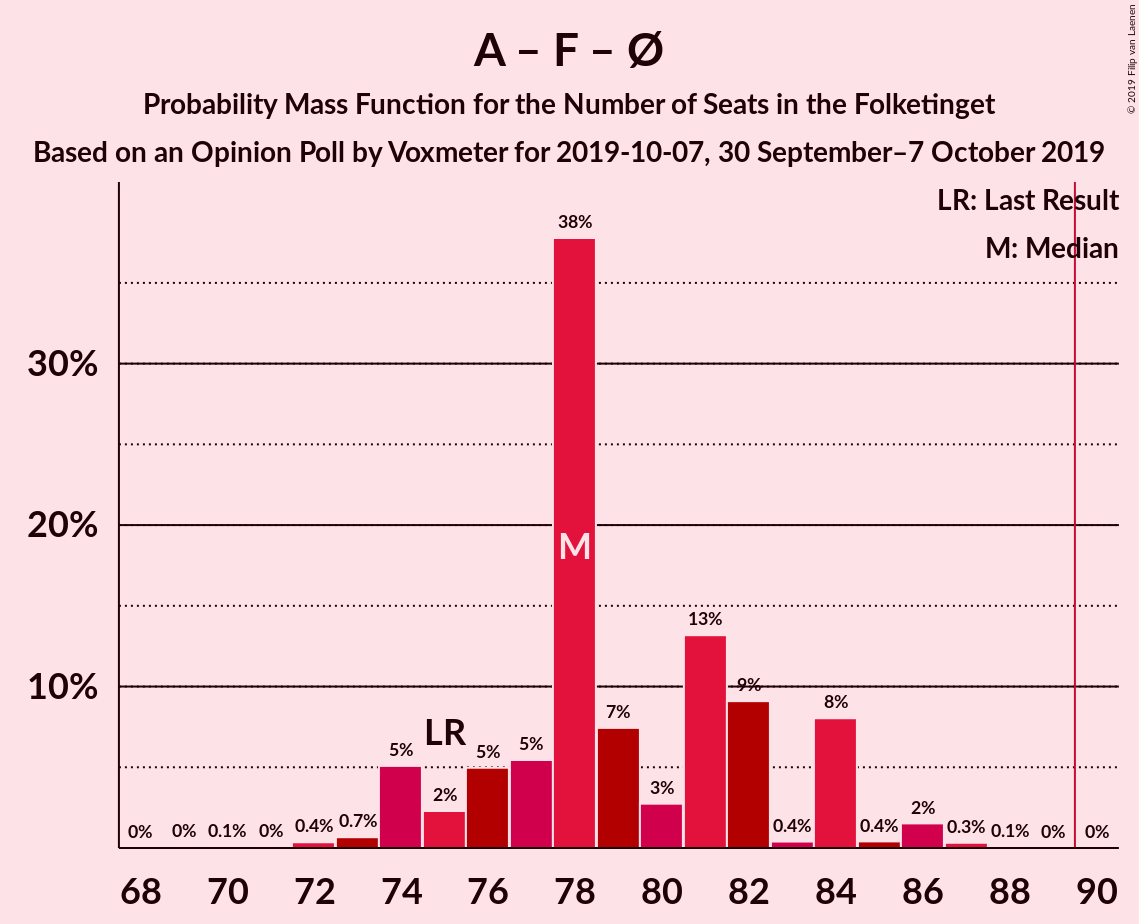 A – F – Ø
Probability Mass Function for the Number of Seats in the Folketinget
Based on an Opinion Poll by Voxmeter for 2019-10-07, 30 September–7 October 2019
© 2019 Filip van Laenen
LR: Last Result
M: Median
38%
30%
20%
M
13%
10%
9%
8%
7%
LR
5%
5%
5%
2%
3%
2%
0%
0%
0.1%
0%
0.4%
0.7%
0.4%
0.4%
0.3%
0.1%
0%
0%
68 70 72 74 76 78 80 82 84 86 88 90